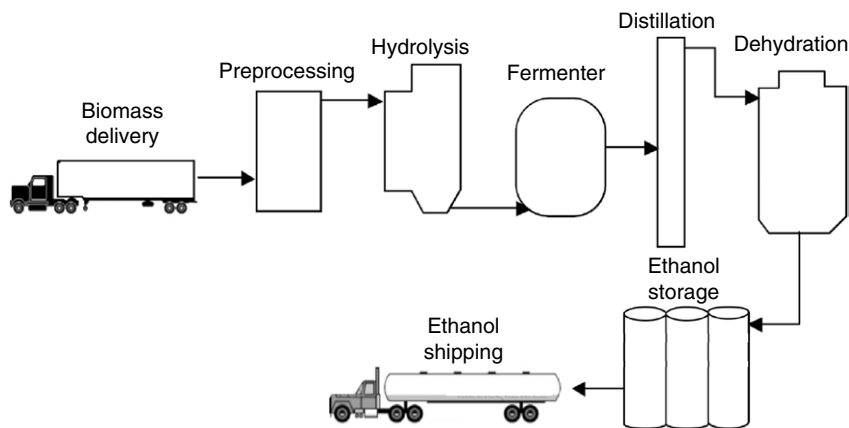 Biomass
delivery
Preprocessing
Hydrolysis
Fermenter
Distillation
Dehydration
Ethanol
storage
Ethanol
shipping